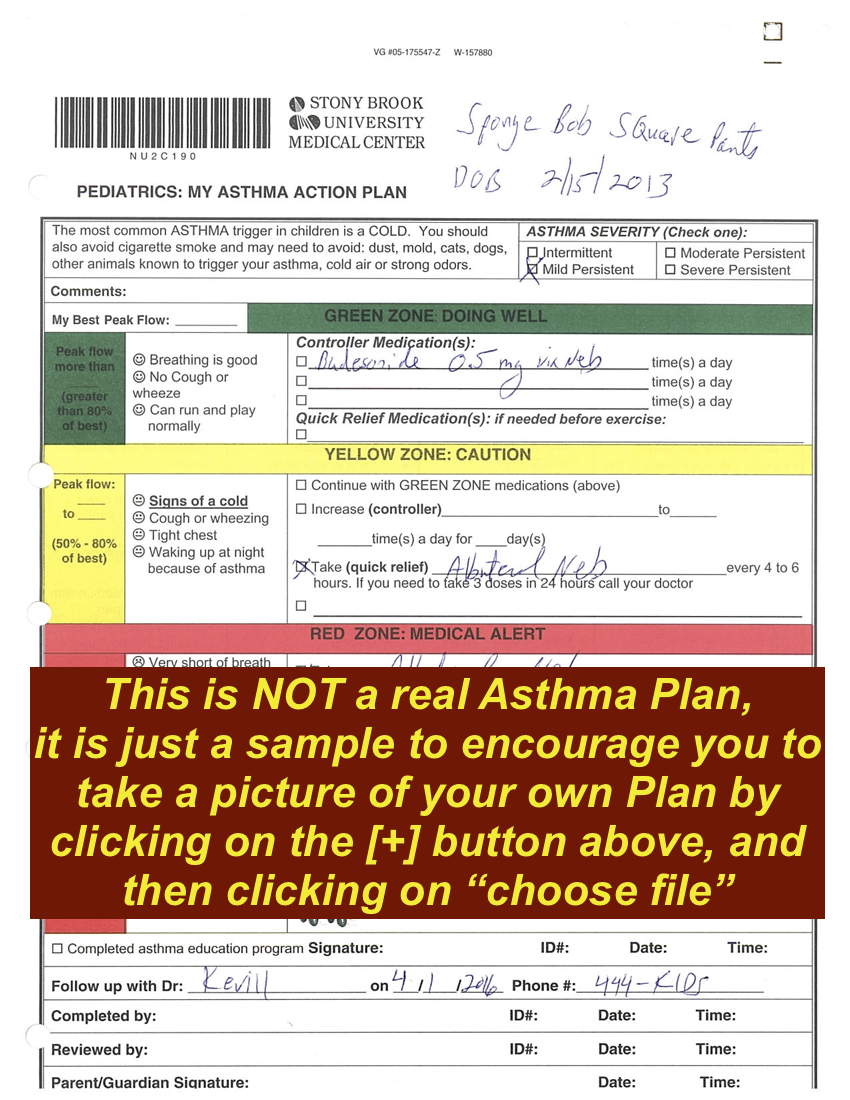 VG #05-175547-Z W-157880
STONY BROOK
UNIVERSITY
MEDICAL CENTER
NU2C190
Sponge Bob SQuare Pants
DOB 2/15/2013
PEDIATRICS: MY ASTHMA ACTION PLAN
The most common ASTHMA trigger in children is a COLD. You should
also avoid cigarette smoke and may need to avoid: dust, mold, cats, dogs,
other animals known to trigger your asthma, cold air or strong odors.
ASTHMA SEVERITY (Check one):
Intermittent
Moderate Persistent
Mild Persistent
Severe Persistent
Comments:
My Best Peak Flow:
GREEN ZONE: DOING WELL
Peak flow
more than
(greater
than 80%
of best)
Breathing is good
No Cough or
wheeze
Can run and play
normally
Controller Medication(s):
Budesonide 0.5 mg via Neb time(s) a day
time(s) a day
time(s) a day
Quick Relief Medication(s): if needed before exercise:
YELLOW ZONE: CAUTION
Peak flow:
to
(50% - 80%
of best)
Signs of a cold
Cough or wheezing
Tight chest
Waking up at night
because of asthma
Continue with GREEN ZONE medications (above)
Increase (controller) to
time(s) a day for day(s)
Take (quick relief) Albuterol Neb every 4 to 6
hours. If you need to take 3 doses in 24 hours call your doctor
RED ZONE: MEDICAL ALERT
Very short of breath
This is NOT a real Asthma Plan,
it is just a sample to encourage you to
take a picture of your own Plan by
clicking on the [+] button above, and
then clicking on “choose file”
Completed asthma education program Signature: ID#: Date: Time:
Follow up with Dr: Kevill on 4/1/2016 Phone #: 444-KIDS
Completed by: ID#: Date: Time:
Reviewed by: ID#: Date: Time:
Parent/Guardian Signature: Date: Time: